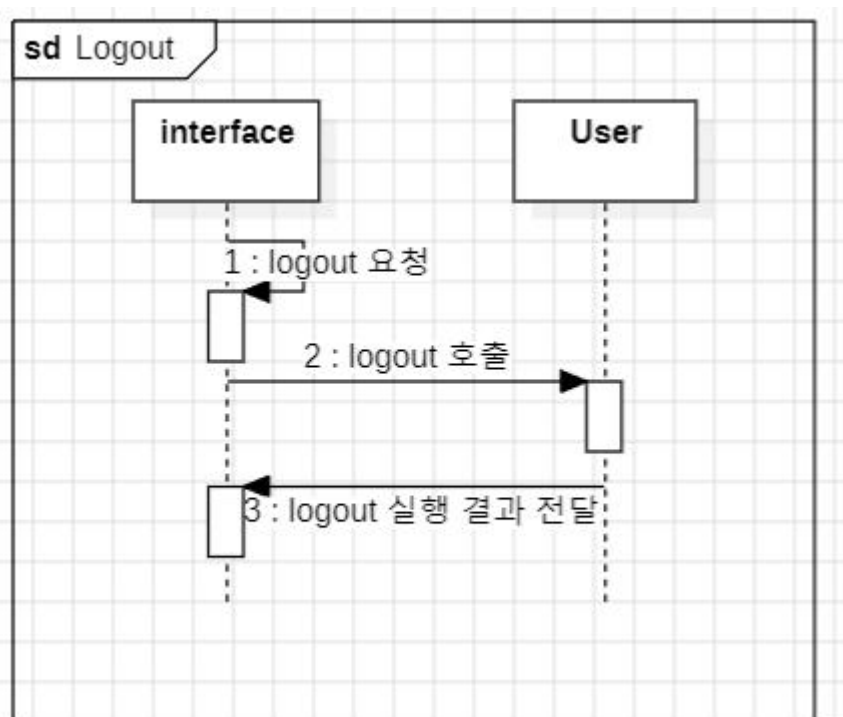 sd Logout
interface
User
1 : logout 요청
2 : logout 호출
3 : logout 실행 결과 전달